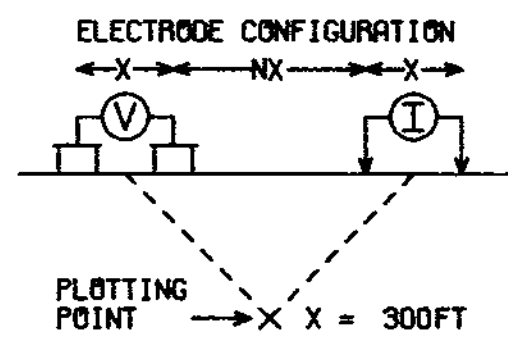 ELECTRODE CONFIGURATION
X NX X
V I
PLOTTING
POINT X X = 300FT